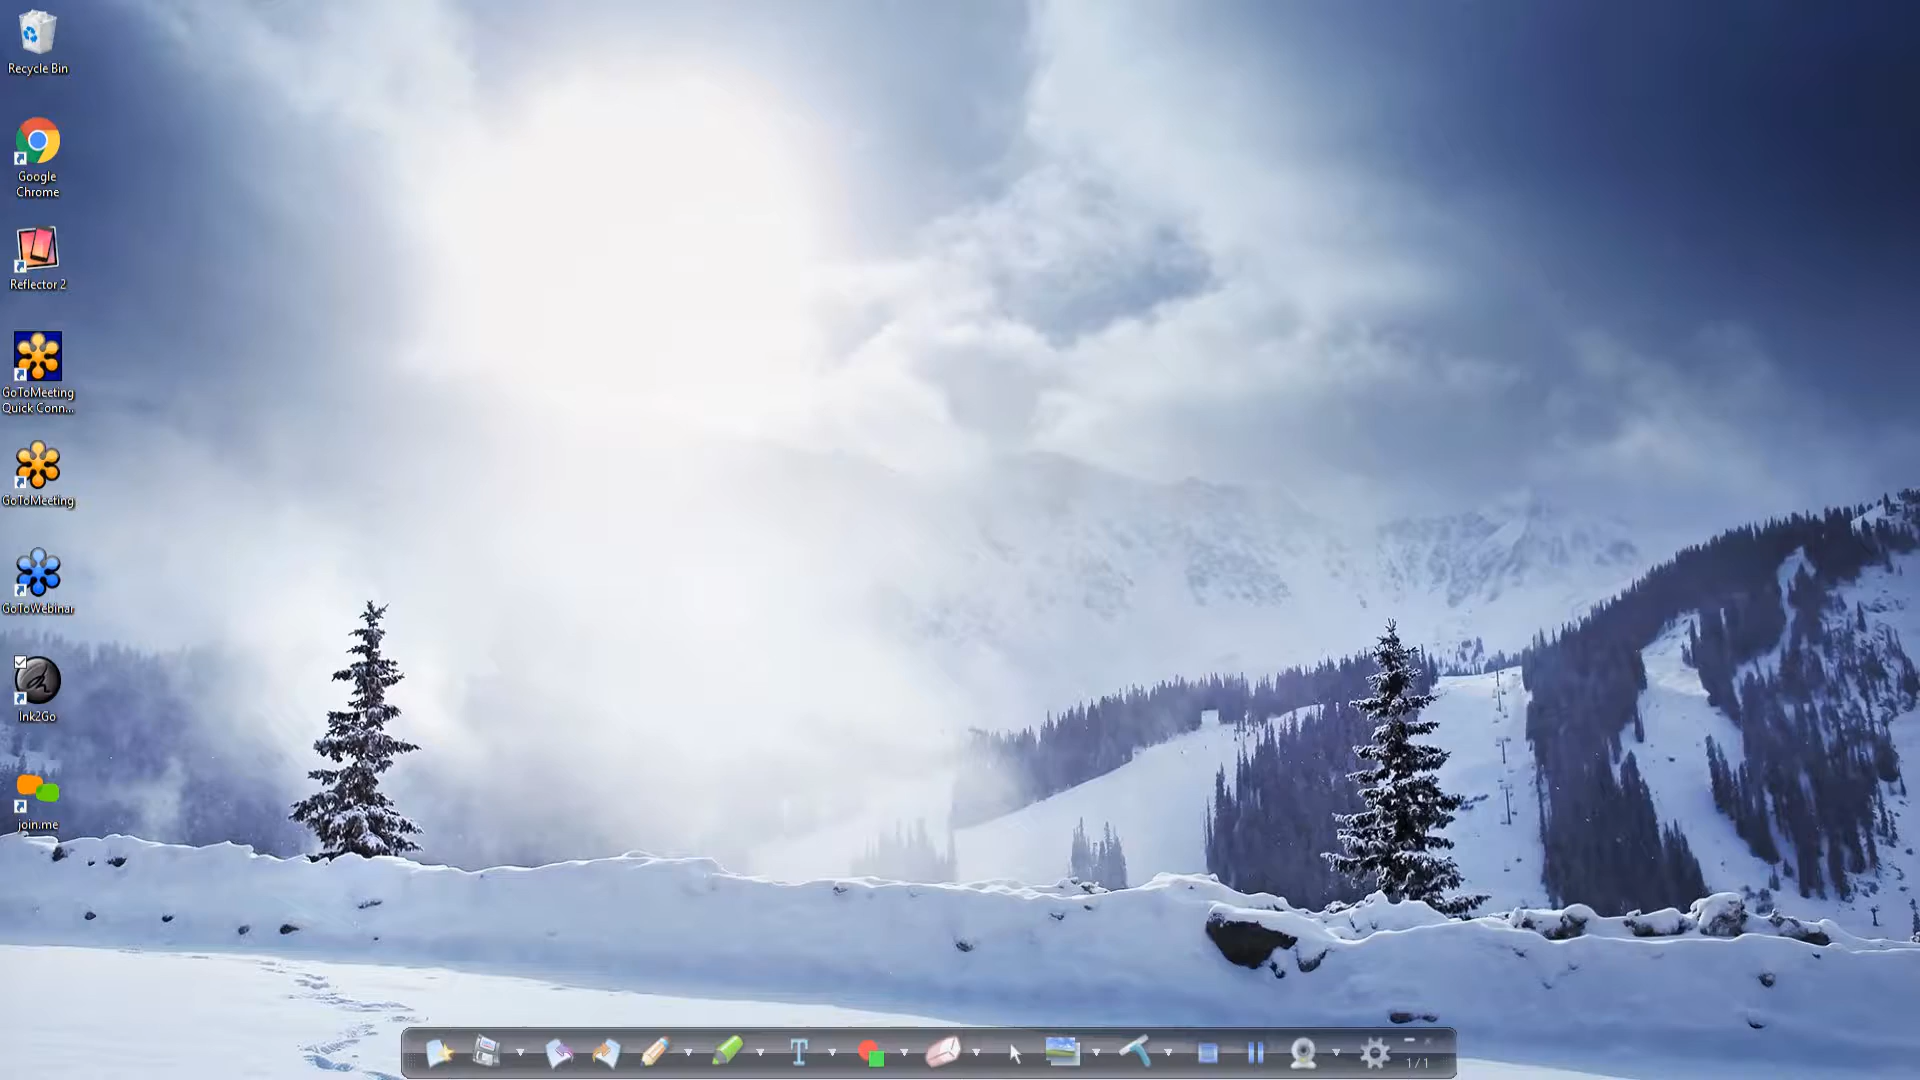 Recycle Bin
Google
Chrome
Reflector 2
GoToMeeting
Quick Conn...
GoToMeeting
GoToWebinar
Ink2Go
join.me
T
1/1